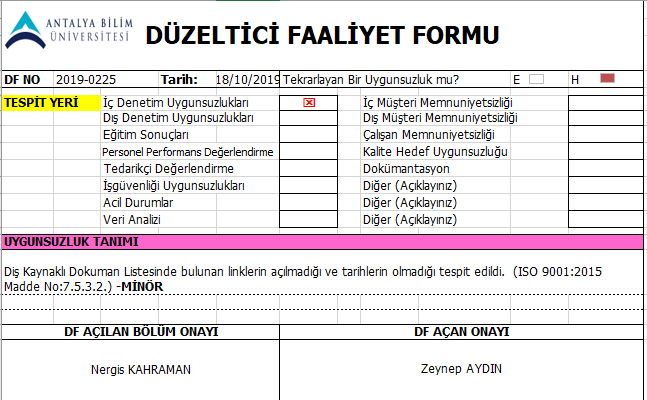 ANTALYA BİLİM
ÜNİVERSİTESİ
DÜZELTİCİ FAALİYET FORMU
DF NO 2019-0225 Tarih: 18/10/2019 Tekrarlayan Bir Uygunsuzluk mu? E H
TESPİT YERİ İç Denetim Uygunsuzlukları İç Müşteri Memnuniyetsizliği
Dış Denetim Uygunsuzlukları Dış Müşteri Memnuniyetsizliği
Eğitim Sonuçları Çalışan Memnuniyetsizliği
Personel Performans Değerlendirme Kalite Hedef Uygunsuzluğu
Tedarikçi Değerlendirme Dokümantasyon
İşgüvenliği Uygunsuzlukları Diğer (Açıklayınız)
Acil Durumlar Diğer (Açıklayınız)
Veri Analizi Diğer (Açıklayınız)
UYGUNSUZLUK TANIMI
Diş Kaynaklı Dokuman Listesinde bulunan linklerin açılmadığı ve tarihlerin olmadığı tespit edildi. (ISO 9001:2015
Madde No:7.5.3.2.) -MİNÖR
DF AÇILAN BÖLÜM ONAYI DF AÇAN ONAYI
Nergis KAHRAMAN Zeynep AYDIN